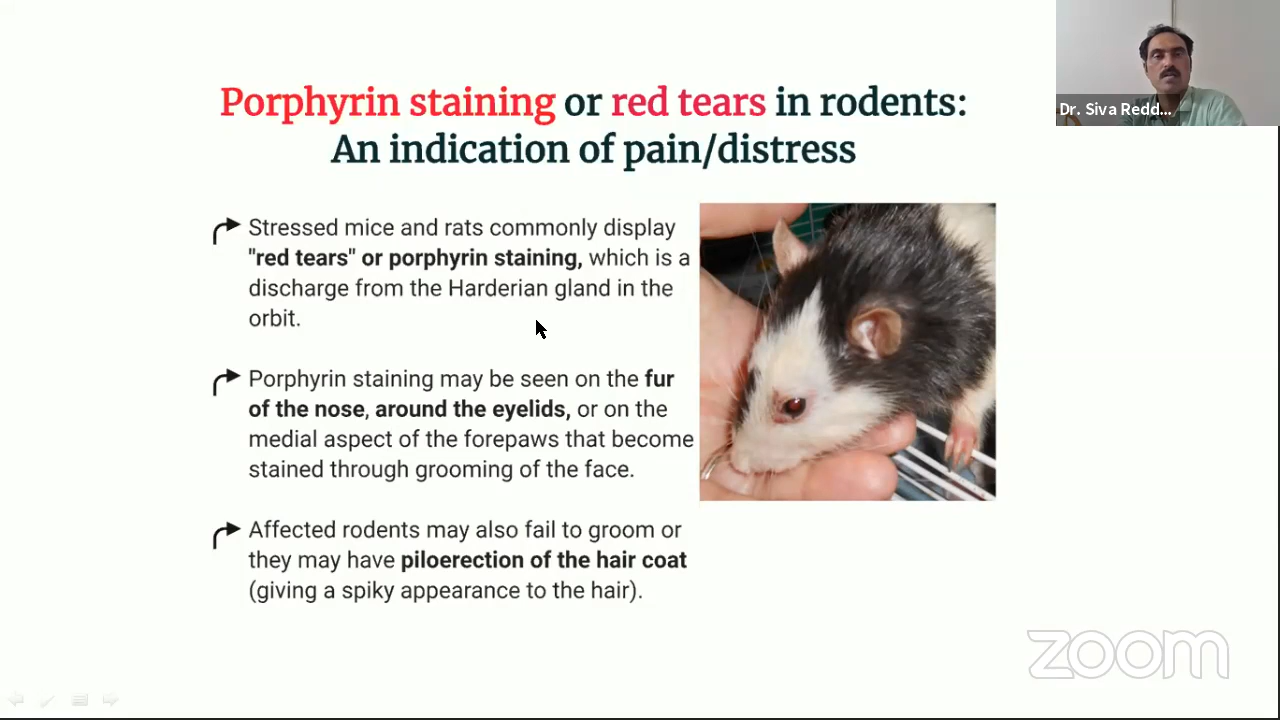 Dr. Siva Redd...
Porphyrin staining or red tears in rodents:
An indication of pain/distress
Stressed mice and rats commonly display
"red tears" or porphyrin staining, which is a
discharge from the Harderian gland in the
orbit.
Porphyrin staining may be seen on the fur
of the nose, around the eyelids, or on the
medial aspect of the forepaws that become
stained through grooming of the face.
Affected rodents may also fail to groom or
they may have piloerection of the hair coat
(giving a spiky appearance to the hair).
zoom